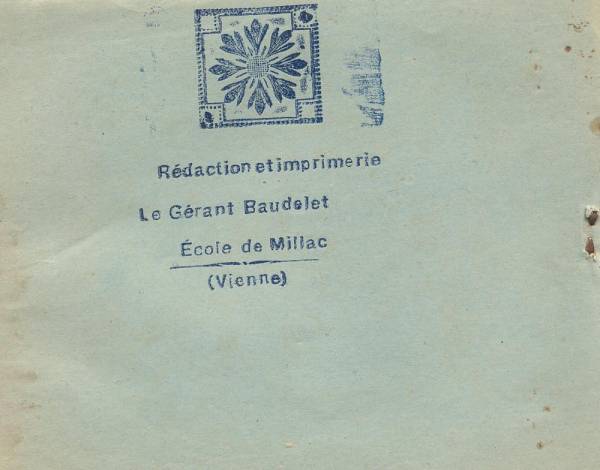 Rédaction et imprimerie
Le Gérant Baudelet
École de Millac
(Vienne)